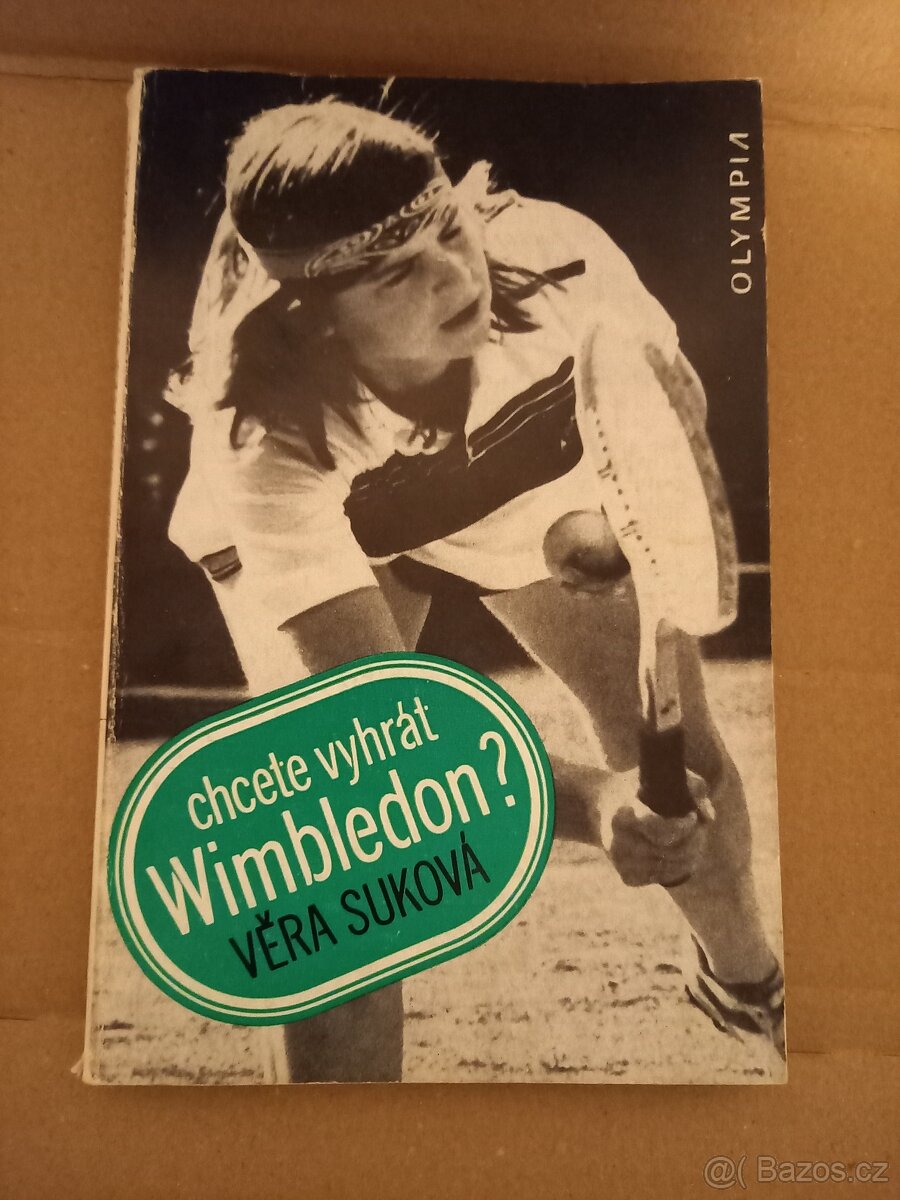 OLYMPIA
chcete vyhrát
Wimbledon?
VĚRA SUKOVÁ
@( Bazos.cz